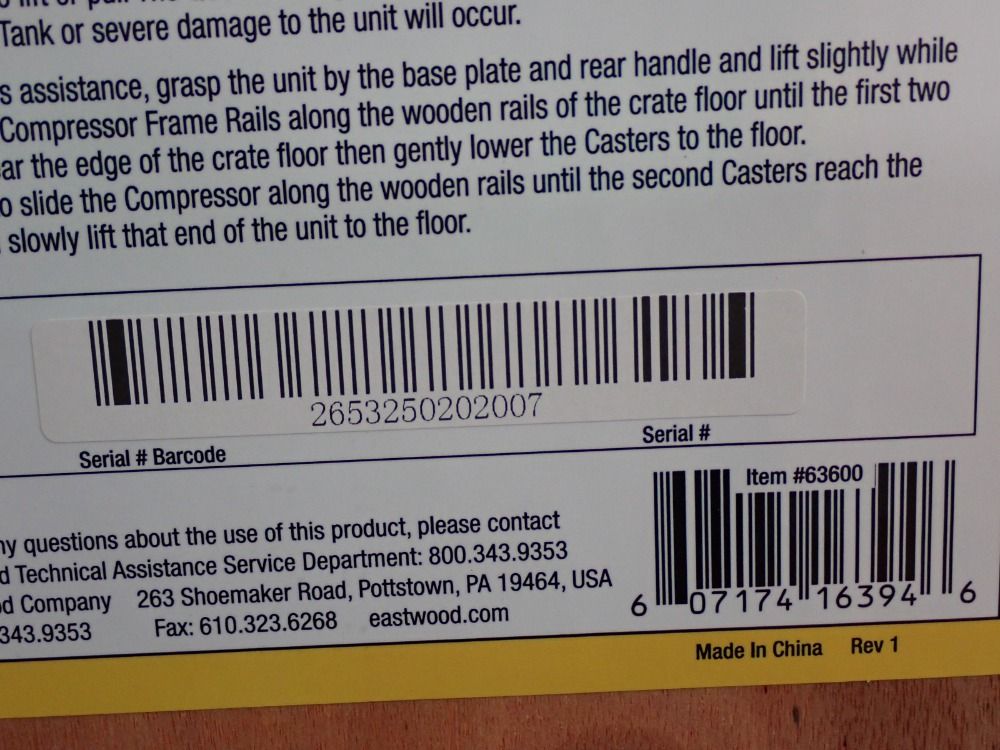 Tank or severe damage to the unit will occur.
s assistance, grasp the unit by the base plate and rear handle and lift slightly while
Compressor Frame Rails along the wooden rails of the crate floor until the first two
ar the edge of the crate floor then gently lower the Casters to the floor.
o slide the Compressor along the wooden rails until the second Casters reach the
slowly lift that end of the unit to the floor.
2653250202007
Serial # Barcode
Serial #
Item #63600
6 07174 16394 6
ny questions about the use of this product, please contact
d Technical Assistance Service Department: 800.343.9353
d Company 263 Shoemaker Road, Pottstown, PA 19464, USA
343.9353 Fax: 610.323.6268 eastwood.com
Made In China Rev 1